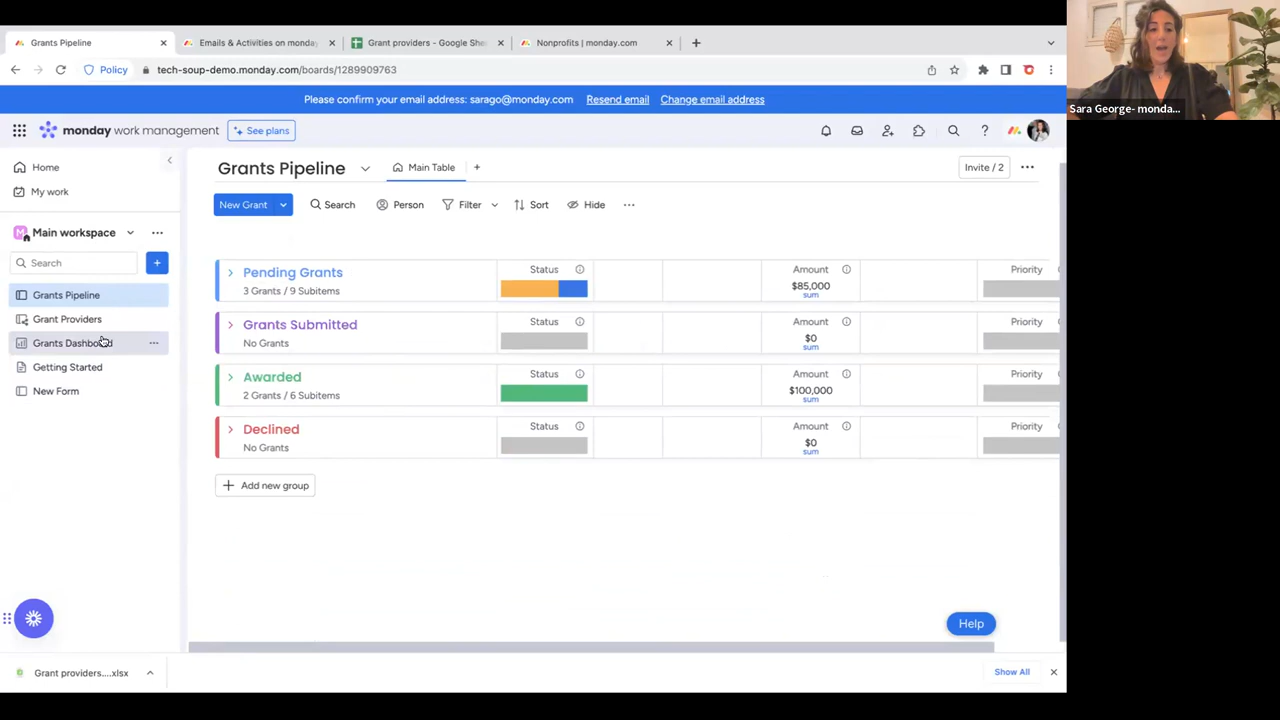 Grants Pipeline
Emails & Activities on monday
Grant providers - Google She
Nonprofits | monday.com
Policy
tech-soup-demo.monday.com/boards/1289909763
Please confirm your email address: sarago@monday.com Resend email Change email address
monday work management
See plans
Home
My work
Main workspace
Search
Grants Pipeline
Grant Providers
Grants Dashboard
Getting Started
New Form
Grants Pipeline
Main Table
Invite / 2
New Grant
Search
Person
Filter
Sort
Hide
Pending Grants
3 Grants / 9 Subitems
Status
Amount
$85,000
sum
Priority
Grants Submitted
No Grants
Status
Amount
$0
sum
Priority
Awarded
2 Grants / 6 Subitems
Status
Amount
$100,000
sum
Priority
Declined
No Grants
Status
Amount
$0
sum
Priority
Add new group
Help
Grant providers....xlsx
Show All
Sara George- monda...